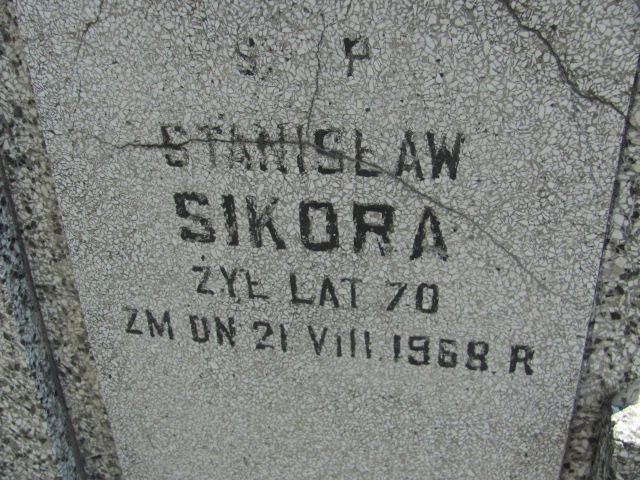 Ś. P
STANISŁAW
SIKORA
ŻYŁ LAT 70
ZM DN 21 VIII.1968.R